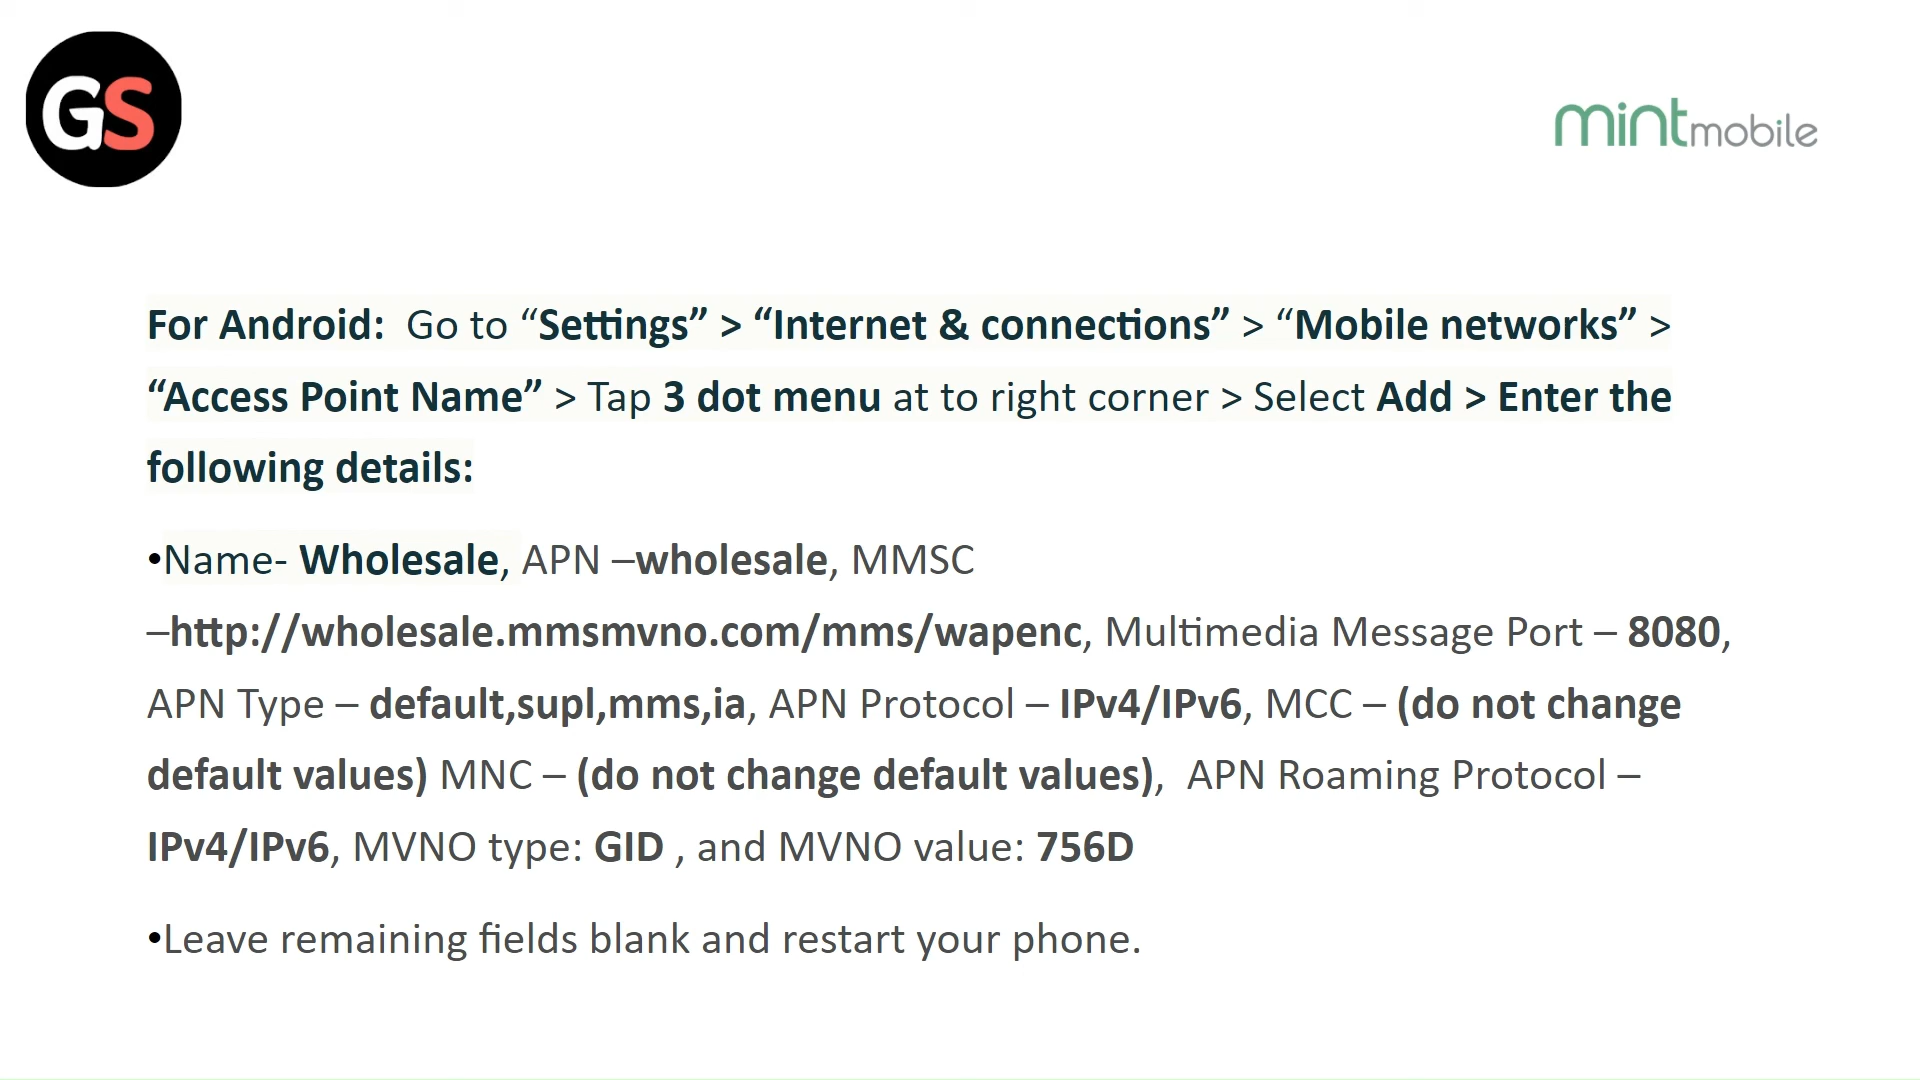 GS
mintmobile
For Android:  Go to “Settings” > “Internet & connections” > “Mobile networks” >
“Access Point Name” > Tap 3 dot menu at to right corner > Select Add > Enter the
following details:
•Name- Wholesale, APN –wholesale, MMSC
–http://wholesale.mmsmvno.com/mms/wapenc, Multimedia Message Port – 8080,
APN Type – default,supl,mms,ia, APN Protocol – IPv4/IPv6, MCC – (do not change
default values) MNC – (do not change default values),  APN Roaming Protocol –
IPv4/IPv6, MVNO type: GID , and MVNO value: 756D
•Leave remaining fields blank and restart your phone.